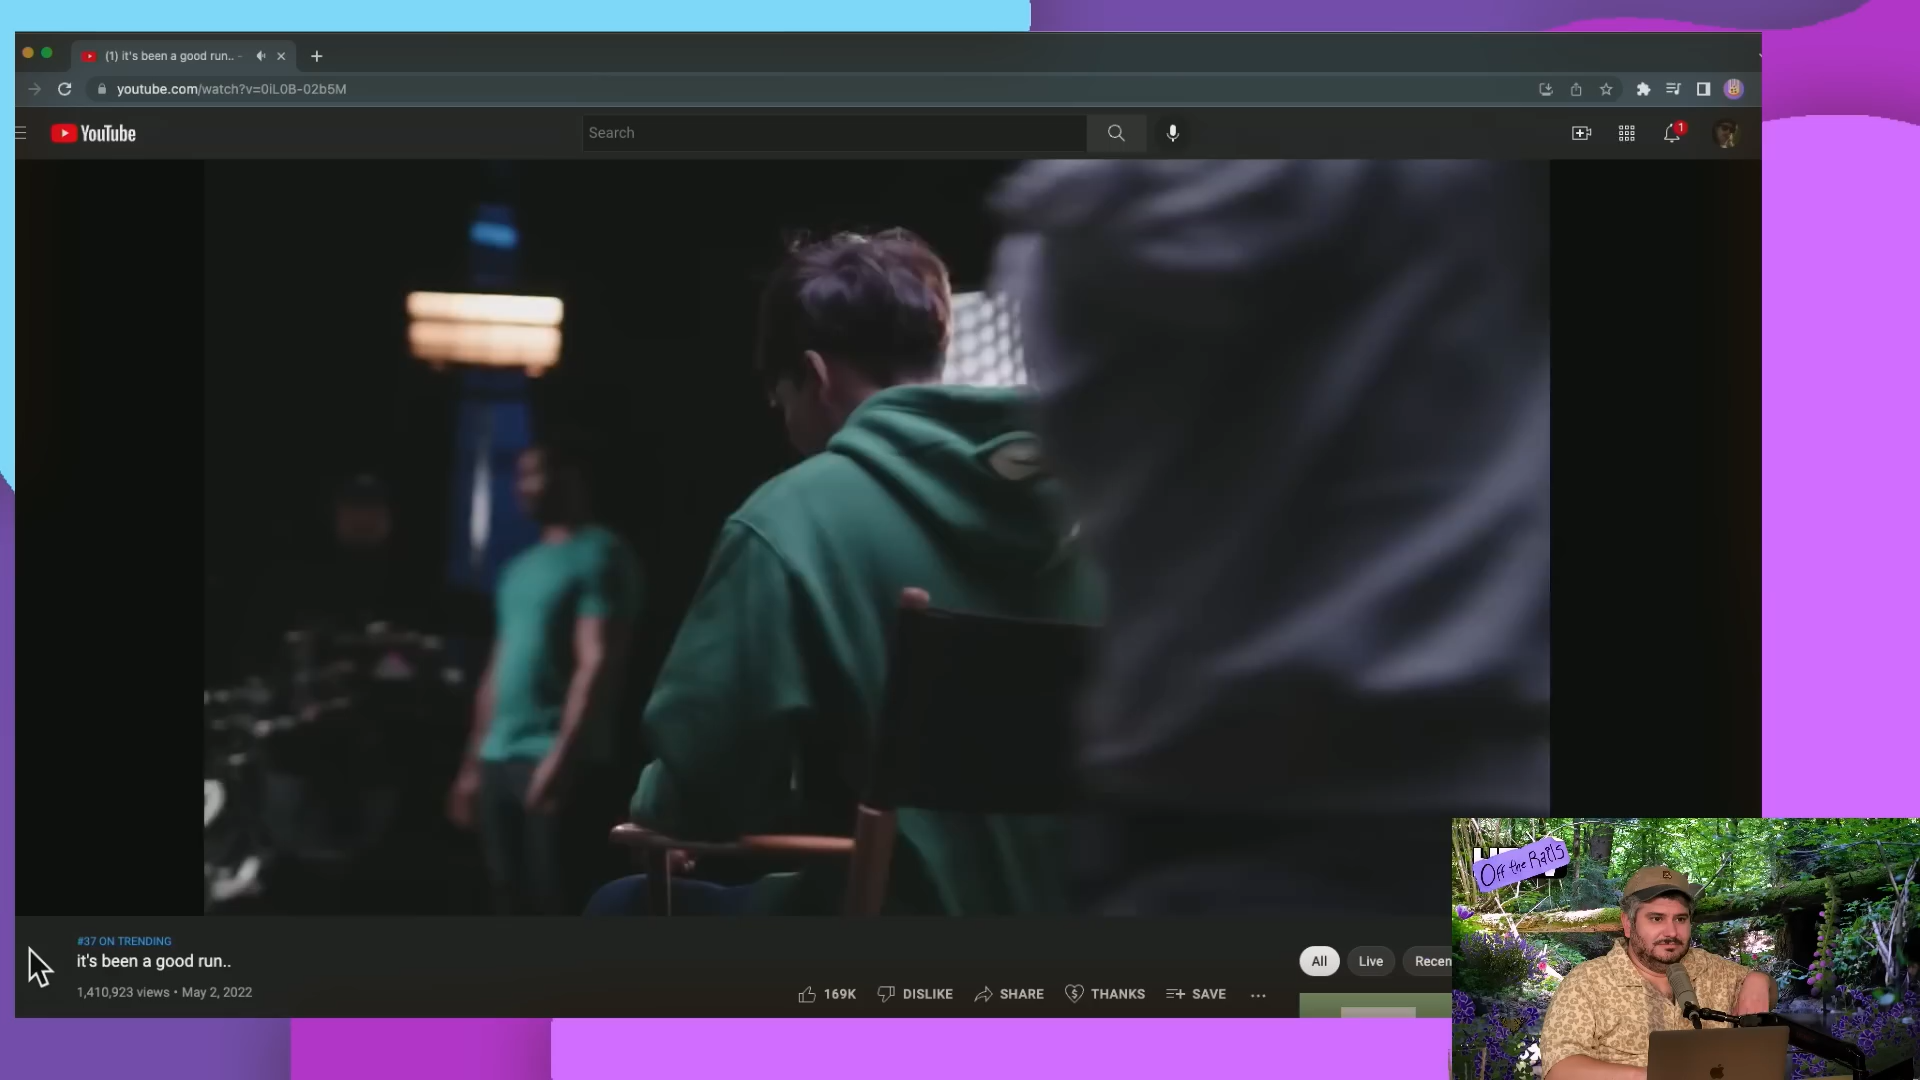 (1) it's been a good run.. -
youtube.com/watch?v=0iL0B-02b5M
YouTube
Search
1
#37 ON TRENDING
it's been a good run..
1,410,923 views • May 2, 2022
169K
DISLIKE
SHARE
THANKS
SAVE
All
Live
Recen
Off the Rails